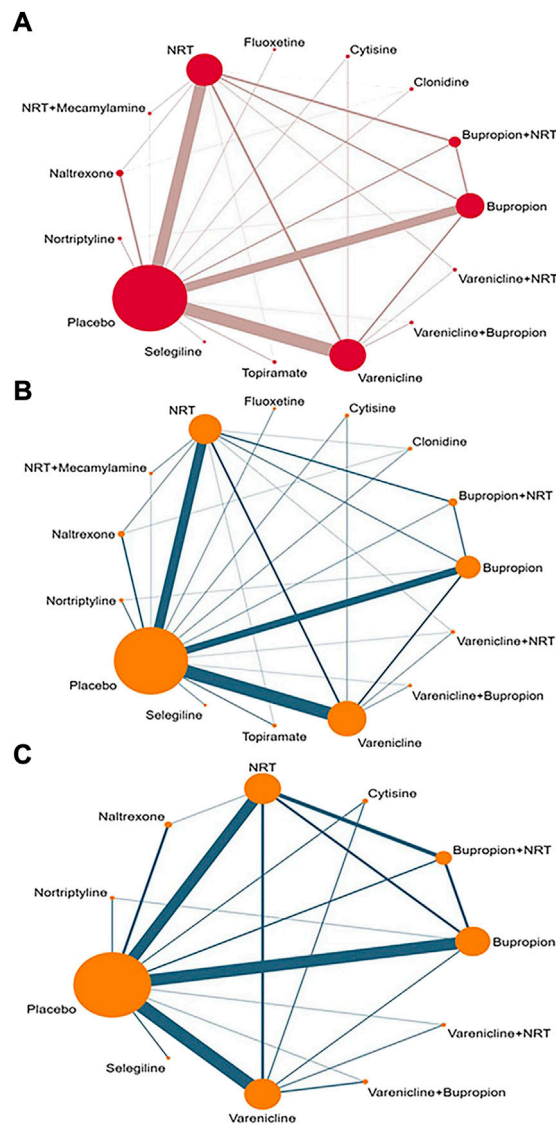 A
Fluoxetine
NRT
Cytisine
Clonidine
NRT+Mecamylamine
Bupropion+NRT
Naltrexone
Bupropion
Nortriptyline
Varenicline+NRT
Placebo
Varenicline+Bupropion
Selegiline
Topiramate
Varenicline
B
Fluoxetine
NRT
Cytisine
Clonidine
NRT+Mecamylamine
Bupropion+NRT
Naltrexone
Bupropion
Nortriptyline
Varenicline+NRT
Placebo
Varenicline+Bupropion
Selegiline
Topiramate
Varenicline
C
NRT
Cytisine
Naltrexone
Bupropion+NRT
Nortriptyline
Bupropion
Placebo
Varenicline+NRT
Selegiline
Varenicline+Bupropion
Varenicline